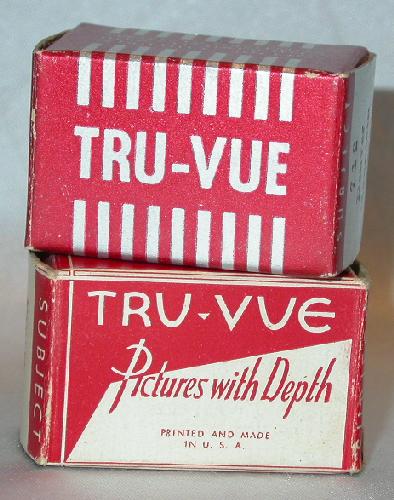 TRU-VUE
TRU-VUE
Pictures with Depth
PRINTED AND MADE
IN U. S. A.
SUBJECT